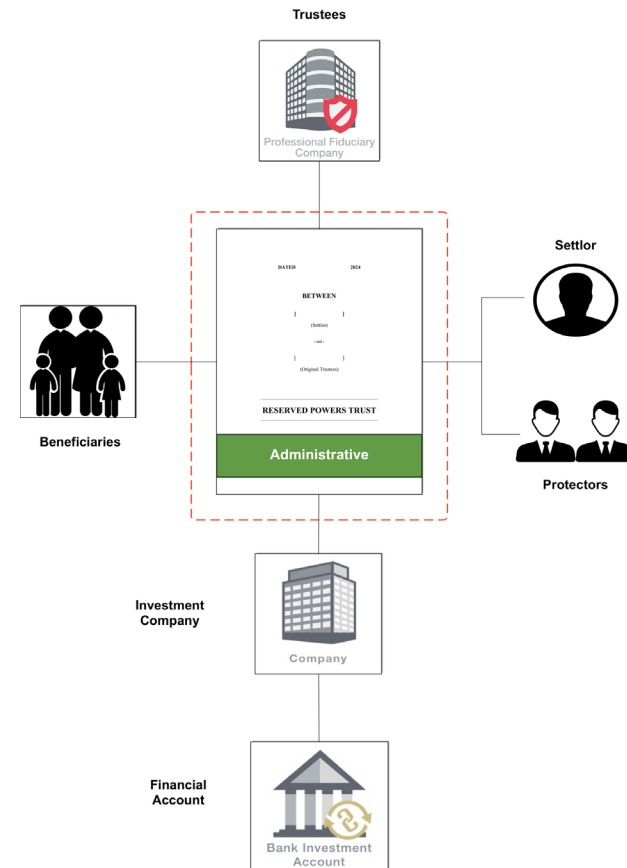 Trustees
Professional Fiduciary
Company
Settlor
DATED 2024
BETWEEN
[ ]
(Settlor)
- and -
[ ]
(Original Trustees)
RESERVED POWERS TRUST
Administrative
Beneficiaries
Protectors
Investment
Company
Company
Financial
Account
Bank Investment
Account